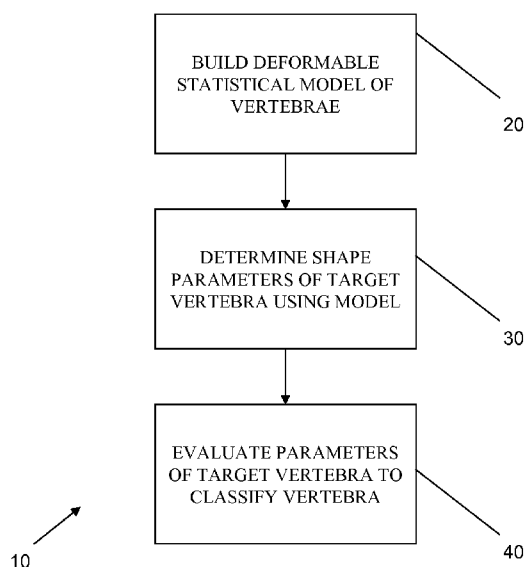 BUILD DEFORMABLE
STATISTICAL MODEL OF
VERTEBRAE
20
DETERMINE SHAPE
PARAMETERS OF TARGET
VERTEBRA USING MODEL
30
EVALUATE PARAMETERS
OF TARGET VERTEBRA TO
CLASSIFY VERTEBRA
40
10